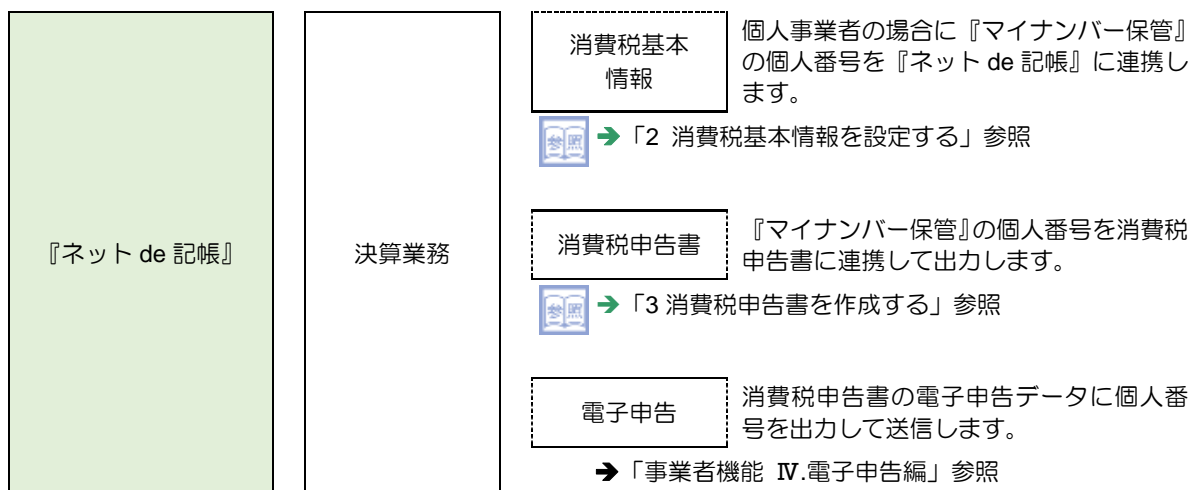 『ネット de 記帳』
決算業務
消費税基本
情報
個人事業者の場合に『マイナンバー保管』
の個人番号を『ネット de 記帳』に連携し
ます。
参照 ➔「2 消費税基本情報を設定する」参照
消費税申告書
『マイナンバー保管』の個人番号を消費税
申告書に連携して出力します。
参照 ➔「3 消費税申告書を作成する」参照
電子申告
消費税申告書の電子申告データに個人番
号を出力して送信します。
➔「事業者機能 Ⅳ.電子申告編」参照